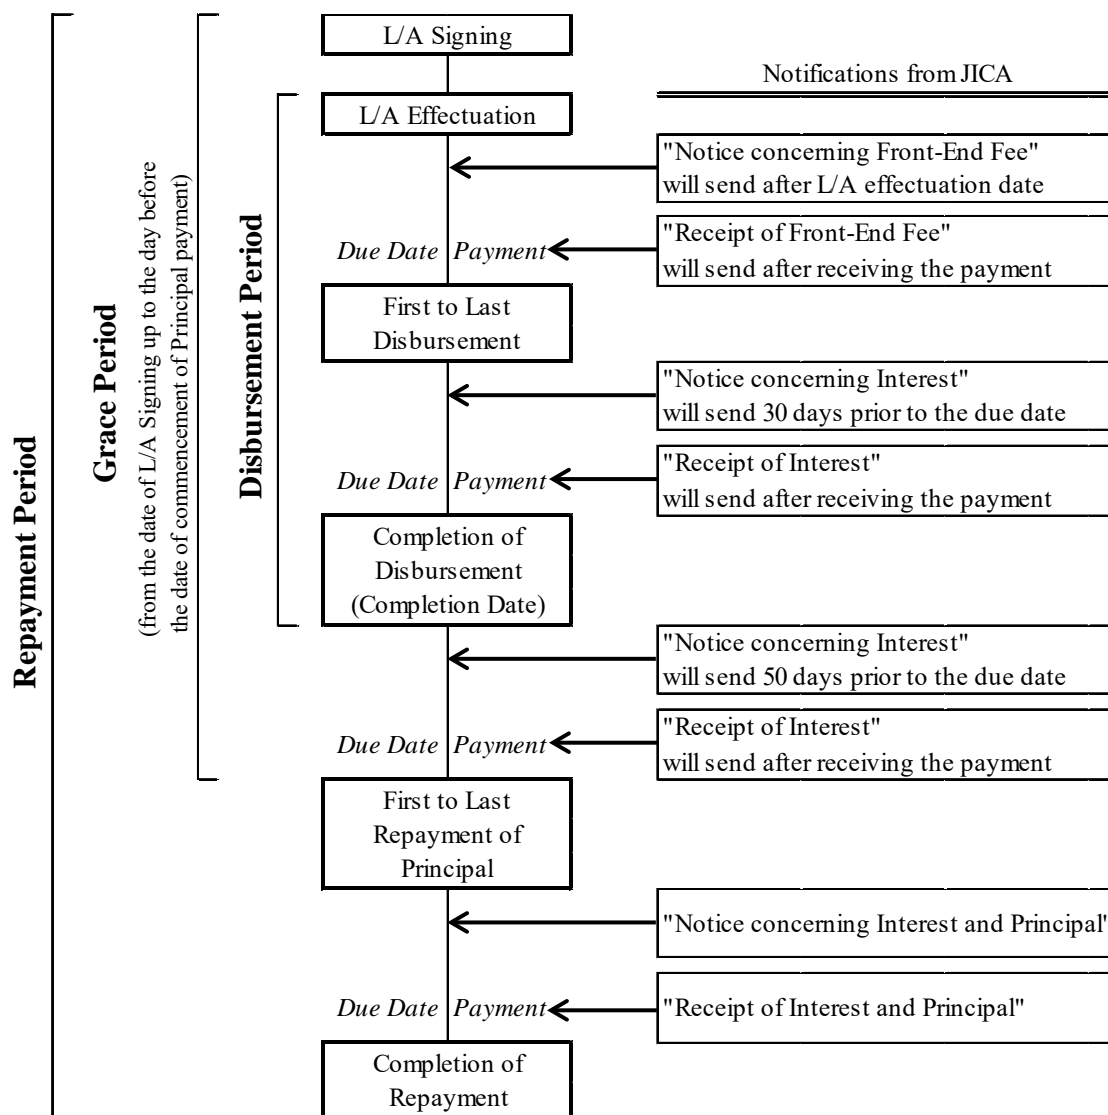 L/A Signing
Notifications from JICA
L/A Effectuation
"Notice concerning Front-End Fee"
will send after L/A effectuation date
Due Date Payment
"Receipt of Front-End Fee"
will send after receiving the payment
First to Last
Disbursement
"Notice concerning Interest"
will send 30 days prior to the due date
Due Date Payment
"Receipt of Interest"
will send after receiving the payment
Completion of
Disbursement
(Completion Date)
"Notice concerning Interest"
will send 50 days prior to the due date
Due Date Payment
"Receipt of Interest"
will send after receiving the payment
First to Last
Repayment of
Principal
"Notice concerning Interest and Principal"
Due Date Payment
"Receipt of Interest and Principal"
Completion of
Repayment
Repayment Period
Grace Period
(from the date of L/A Signing up to the day before
the date of commencement of Principal payment)
Disbursement Period